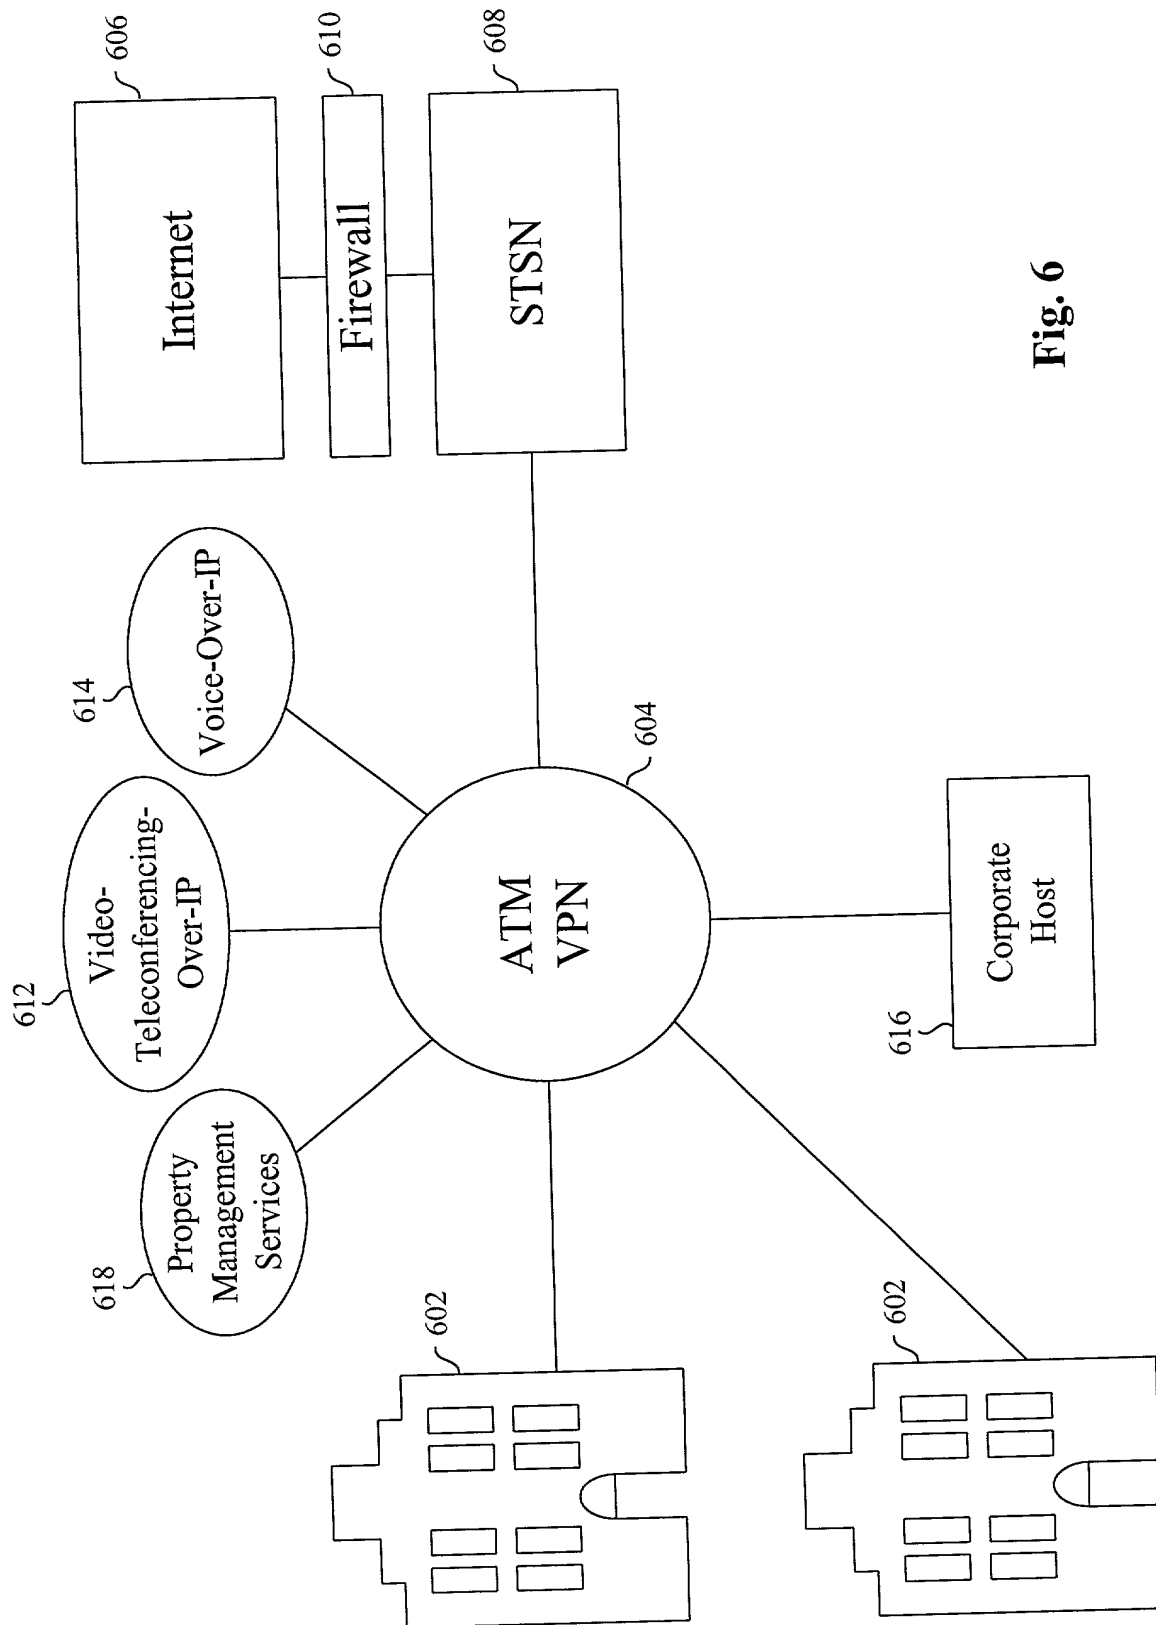 612
Video-
Teleconferencing-
Over-IP
614
Voice-Over-IP
618
Property
Management
Services
606
Internet
610
Firewall
608
STSN
602
ATM
VPN
604
602
616
Corporate
Host
Fig. 6